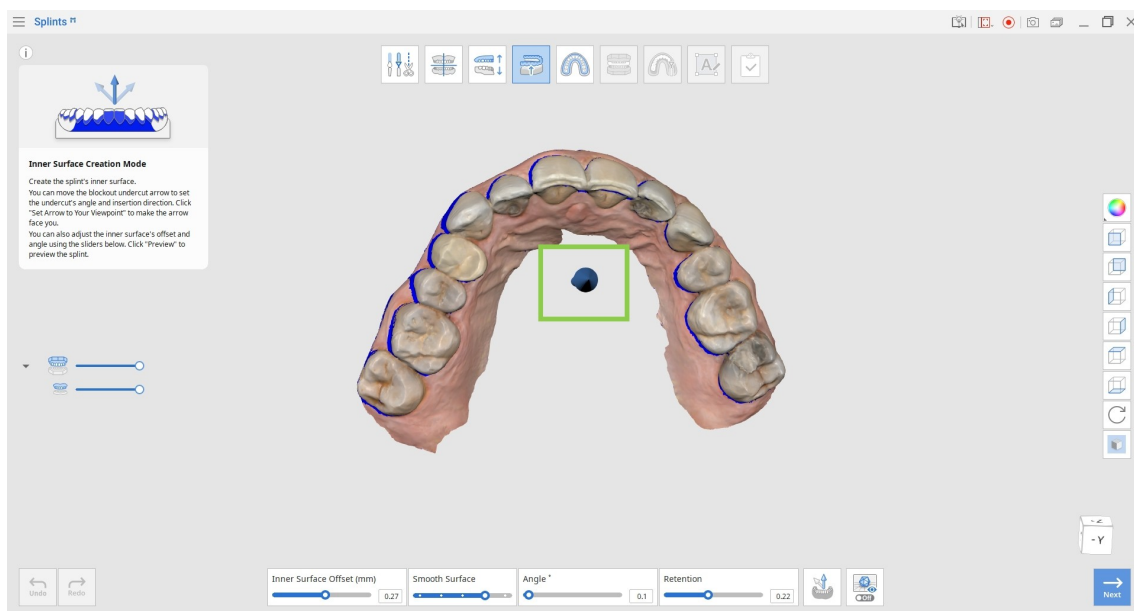 Splints
Inner Surface Creation Mode
Create the splint's inner surface.
You can move the blockout undercut arrow to set
the undercut's angle and insertion direction. Click
"Set Arrow to Your Viewpoint" to make the arrow
face you.
You can also adjust the inner surface's offset and
angle using the sliders below. Click "Preview" to
preview the splint.
- Z
- Y
Undo
Redo
Inner Surface Offset (mm)
0.27
Smooth Surface
Angle °
0.1
Retention
0.22
Off
Next